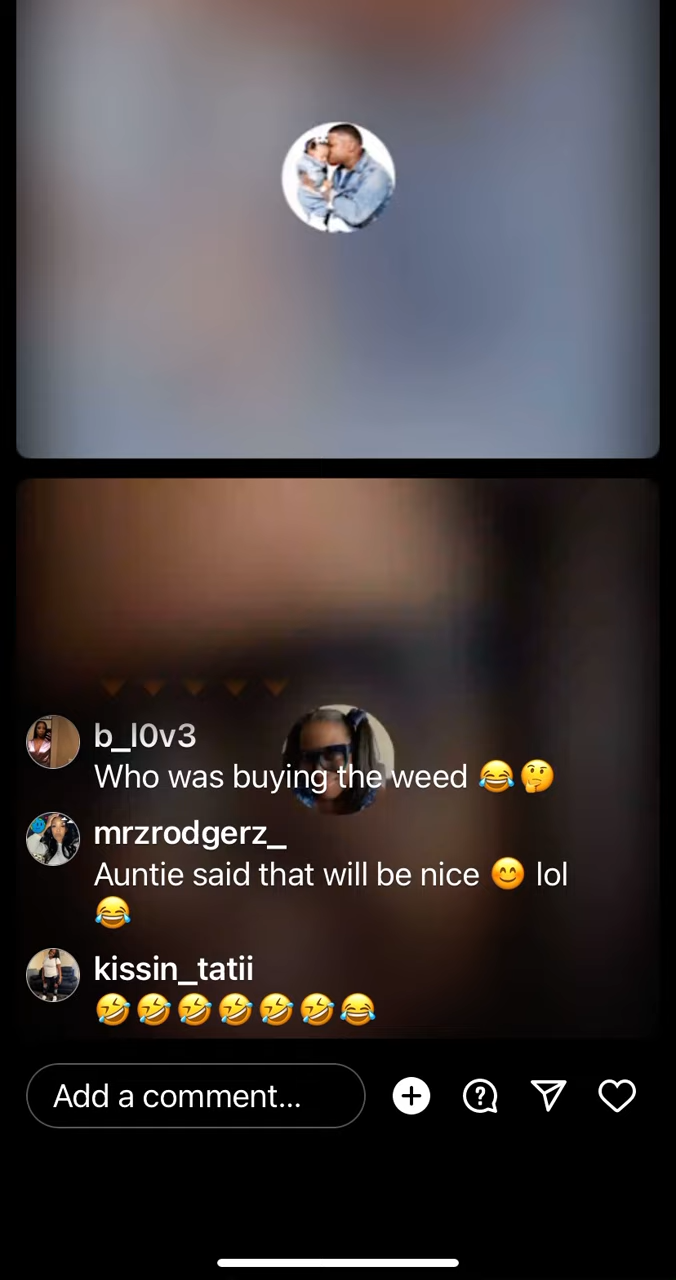 b_l0v3
Who was buying the weed 😂🤔
mrzrodgerz_
Auntie said that will be nice 😊 lol
😂
kissin_tatii
🤣🤣🤣🤣🤣🤣😂
Add a comment...